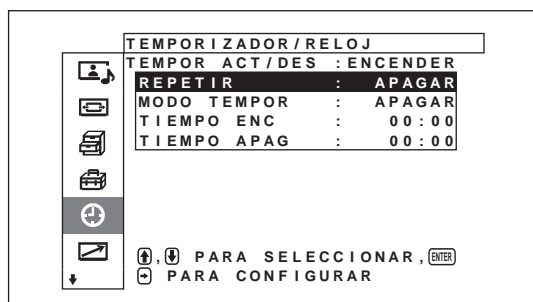 TEMPORIZADOR/RELOJ
TEMPOR ACT/DES :ENCENDER
REPETIR : APAGAR
MODO TEMPOR : APAGAR
TIEMPO ENC : 00:00
TIEMPO APAG : 00:00
, PARA SELECCIONAR, ENTER
PARA CONFIGURAR